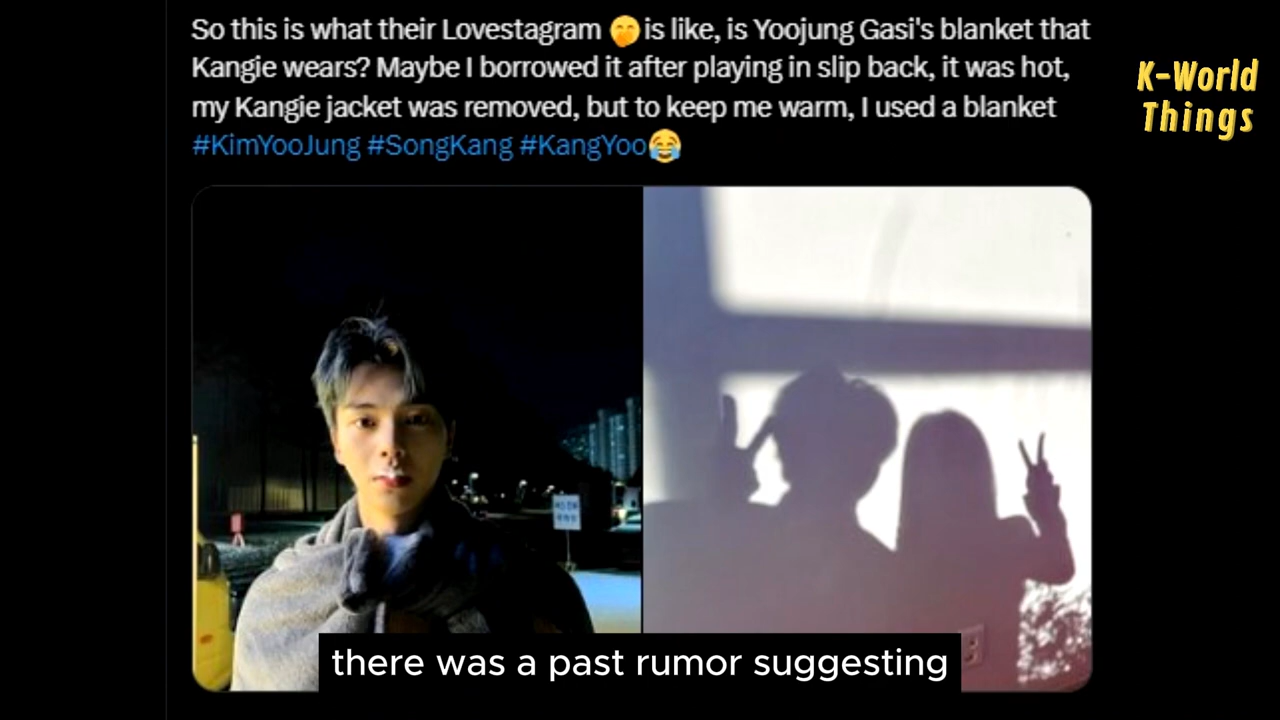 So this is what their Lovestagram 🤭 is like, is Yoojung Gasi's blanket that
Kangie wears? Maybe I borrowed it after playing in slip back, it was hot,
my Kangie jacket was removed, but to keep me warm, I used a blanket
#KimYooJung #SongKang #KangYoo😂
K-World
Things
there was a past rumor suggesting